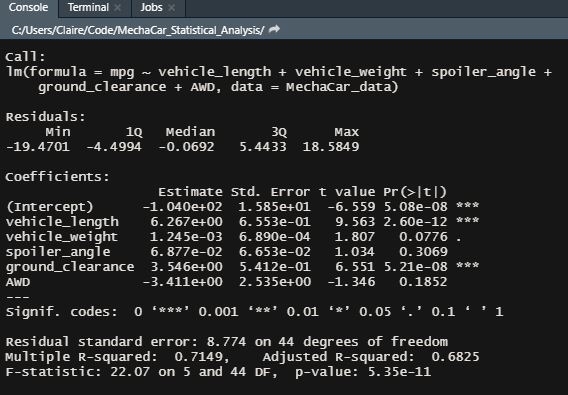 Console Terminal × Jobs ×
C:/Users/Claire/Code/MechaCar_Statistical_Analysis/
Call:
lm(formula = mpg ~ vehicle_length + vehicle_weight + spoiler_angle +
    ground_clearance + AWD, data = MechaCar_data)
Residuals:
     Min       1Q   Median       3Q      Max
-19.4701  -4.4994  -0.0692   5.4433  18.5849
Coefficients:
                   Estimate Std. Error t value Pr(>|t|)
(Intercept)      -1.040e+02  1.585e+01  -6.559 5.08e-08 ***
vehicle_length    6.267e+00  6.553e-01   9.563 2.60e-12 ***
vehicle_weight    1.245e-03  6.890e-04   1.807   0.0776 .
spoiler_angle     6.877e-02  6.653e-02   1.034   0.3069
ground_clearance  3.546e+00  5.412e-01   6.551 5.21e-08 ***
AWD              -3.411e+00  2.535e+00  -1.346   0.1852
---
Signif. codes:  0 ‘***’ 0.001 ‘**’ 0.01 ‘*’ 0.05 ‘.’ 0.1 ‘ ’ 1
Residual standard error: 8.774 on 44 degrees of freedom
Multiple R-squared:  0.7149,    Adjusted R-squared:  0.6825
F-statistic: 22.07 on 5 and 44 DF,  p-value: 5.35e-11